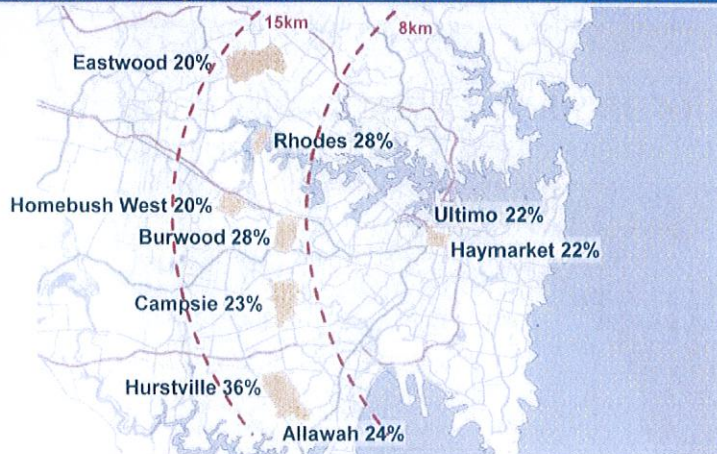 15km
8km
Eastwood 20%
Rhodes 28%
Homebush West 20%
Ultimo 22%
Burwood 28%
Haymarket 22%
Campsie 23%
Hurstville 36%
Allawah 24%